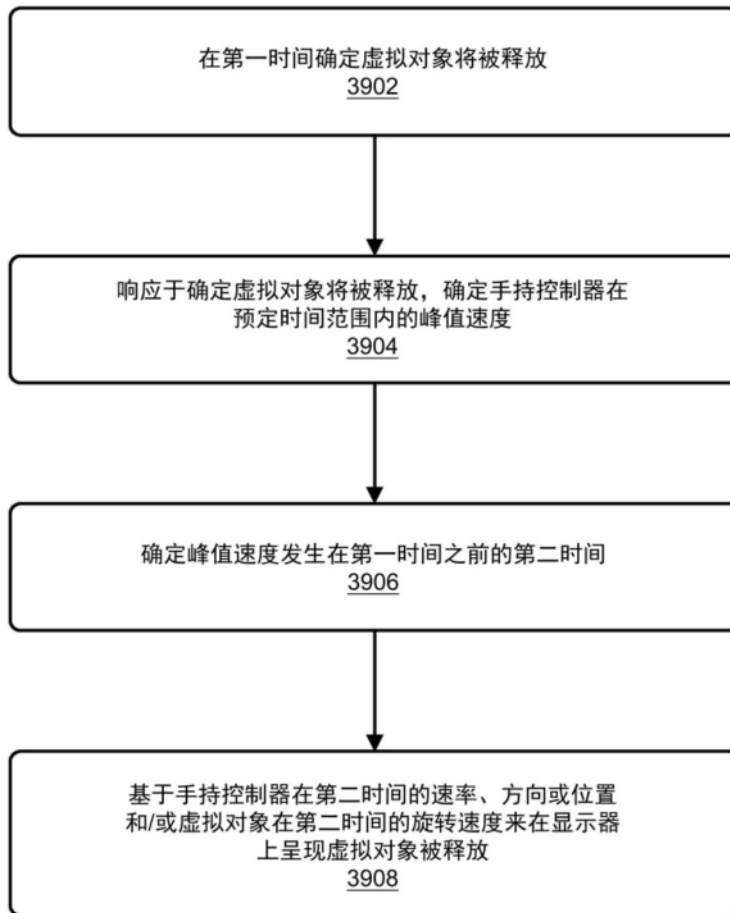 在第一时间确定虚拟对象将被释放
3902
响应于确定虚拟对象将被释放，确定手持控制器在
预定时间范围内的峰值速度
3904
确定峰值速度发生在第一时间之前的第二时间
3906
基于手持控制器在第二时间的速率、方向或位置
和/或虚拟对象在第二时间的旋转速度来在显示器
上呈现虚拟对象被释放
3908